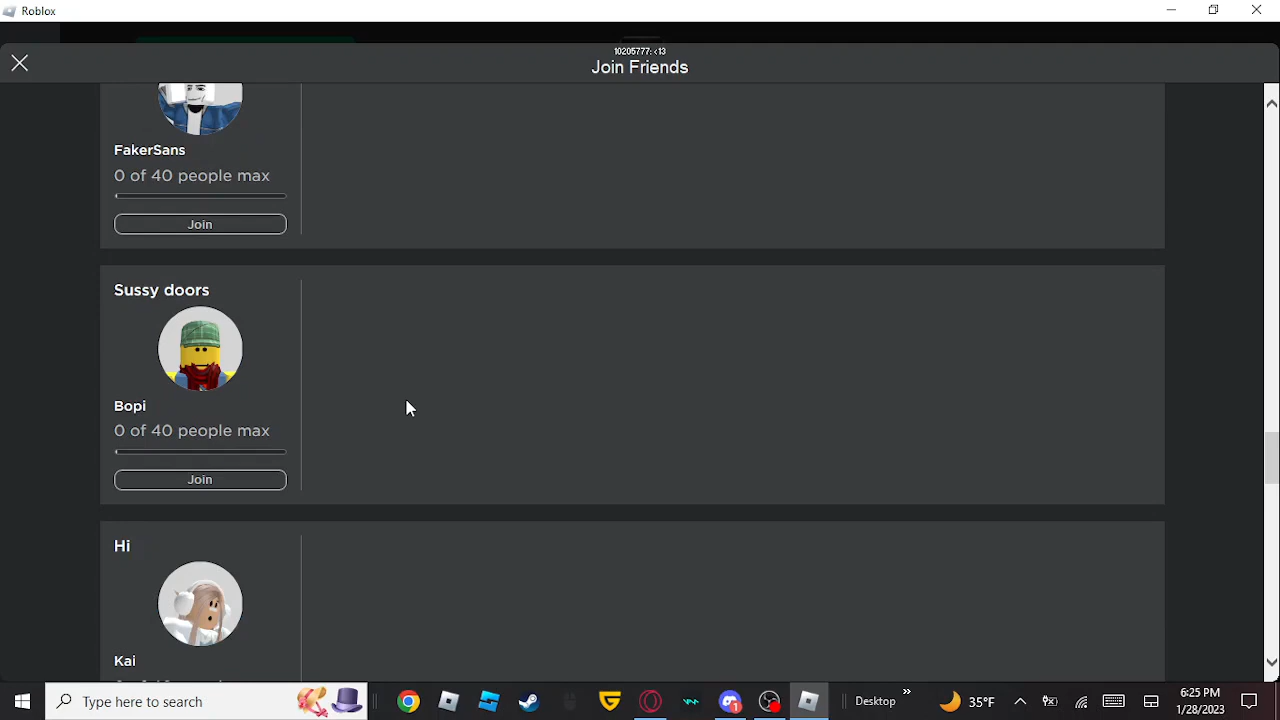 Roblox
10205777: <13
Join Friends
FakerSans
0 of 40 people max
Join
Sussy doors
Bopi
0 of 40 people max
Join
Hi
Kai
Type here to search
Desktop
35°F
6:25 PM
1/28/2023
1